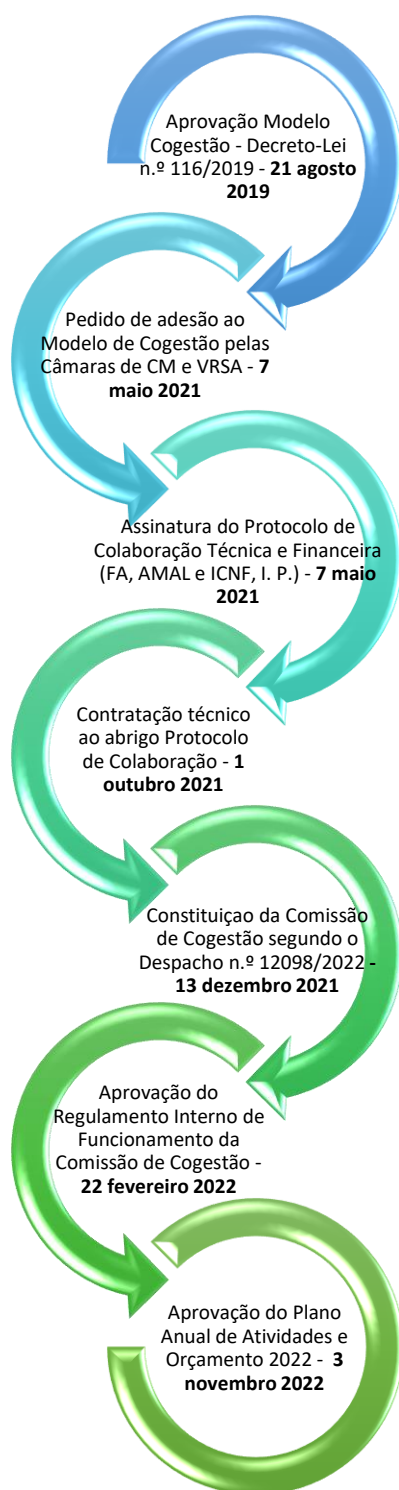 Aprovação Modelo
Cogestão - Decreto-Lei
n.º 116/2019 - 21 agosto
2019
Pedido de adesão ao
Modelo de Cogestão pelas
Câmaras de CM e VRSA - 7
maio 2021
Assinatura do Protocolo de
Colaboração Técnica e Financeira
(FA, AMAL e ICNF, I. P.) - 7 maio
2021
Contratação técnico
ao abrigo Protocolo
de Colaboração - 1
outubro 2021
Constituiçao da Comissão
de Cogestão segundo o
Despacho n.º 12098/2022 -
13 dezembro 2021
Aprovação do
Regulamento Interno de
Funcionamento da
Comissão de Cogestão -
22 fevereiro 2022
Aprovação do Plano
Anual de Atividades e
Orçamento 2022 - 3
novembro 2022